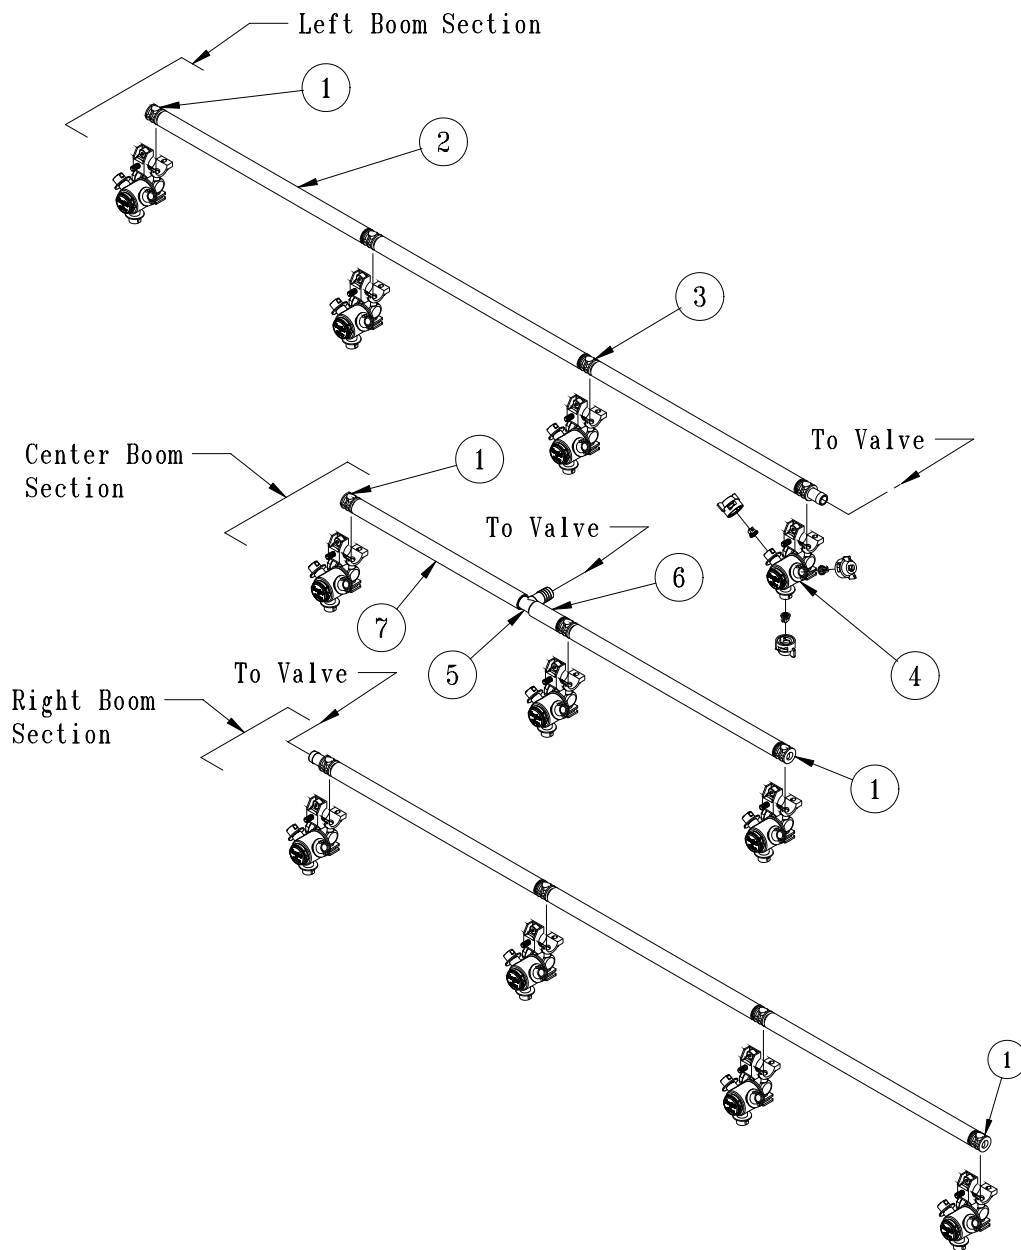 Left Boom Section
1
2
3
To Valve
Center Boom
Section
1
To Valve
6
7
5
4
To Valve
Right Boom
Section
1
1